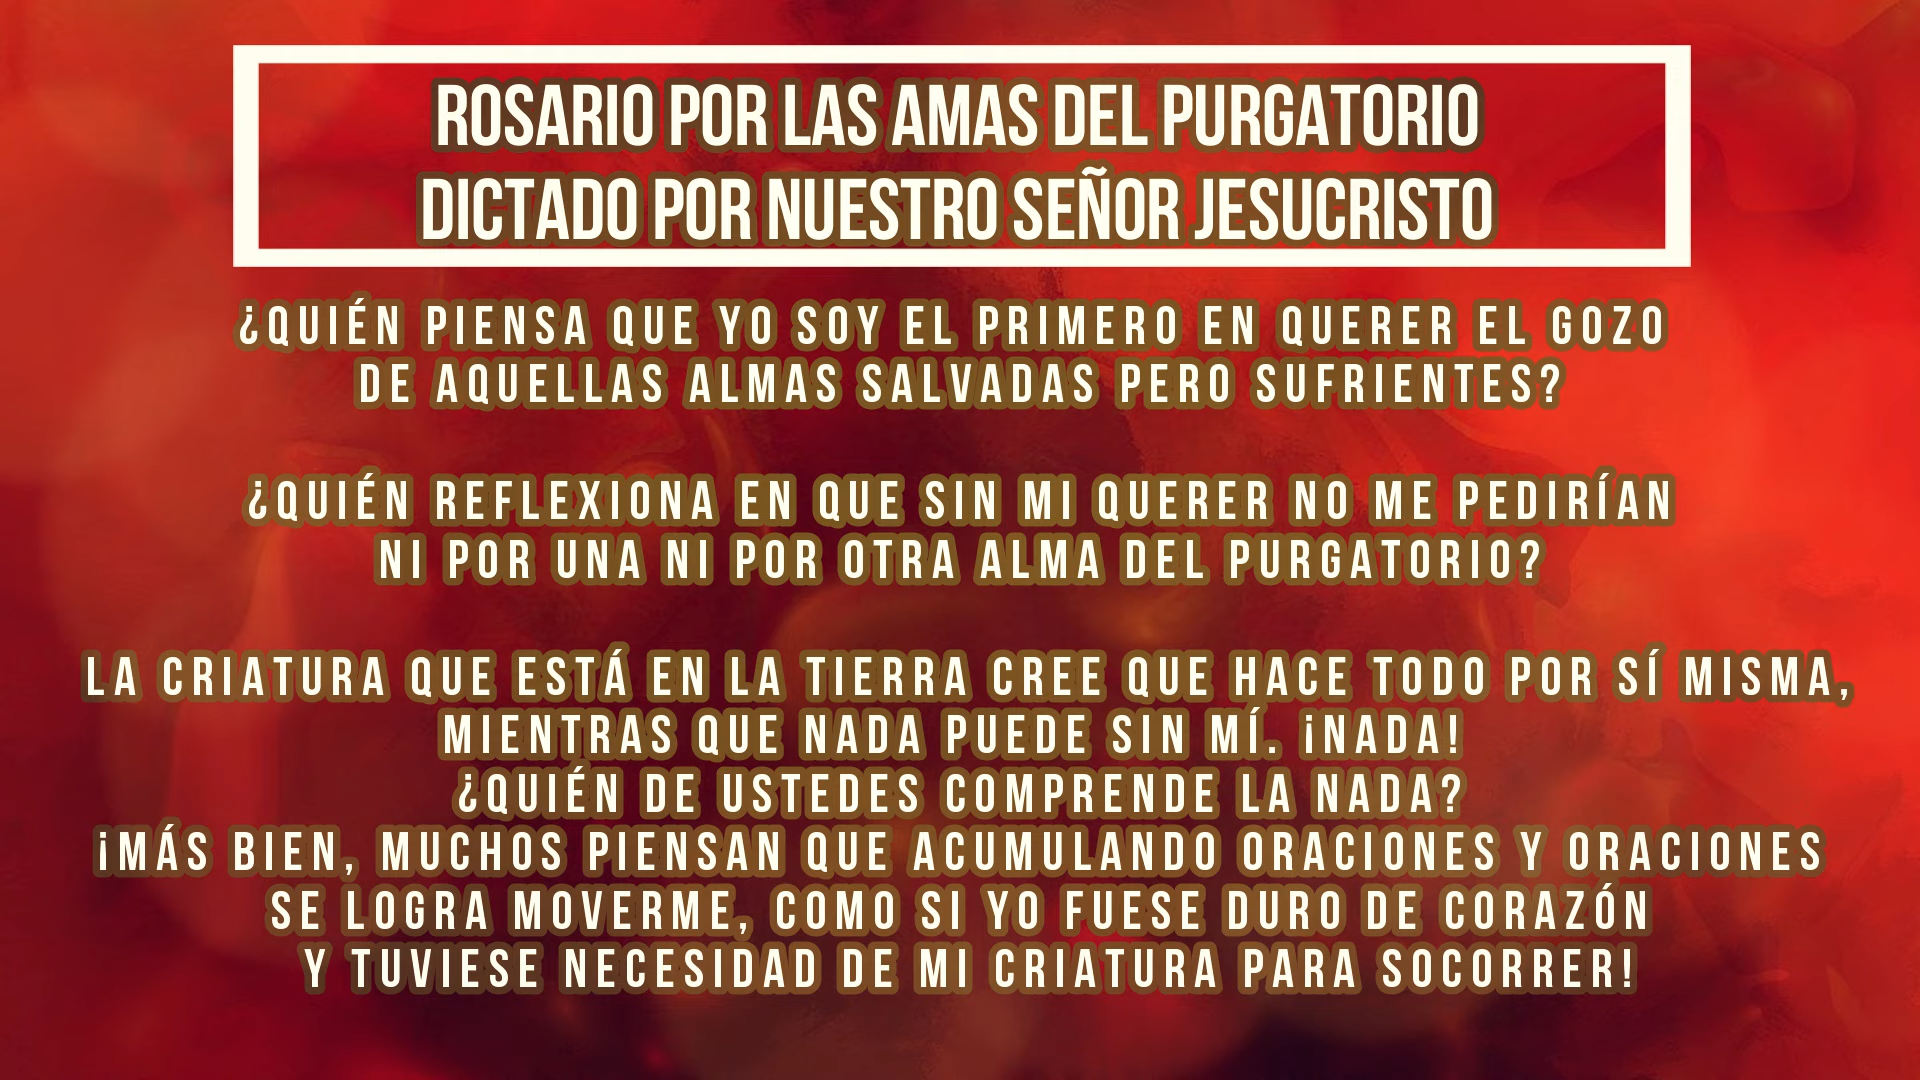 ROSARIO POR LAS AMAS DEL PURGATORIO
DICTADO POR NUESTRO SEÑOR JESUCRISTO
¿QUIÉN PIENSA QUE YO SOY EL PRIMERO EN QUERER EL GOZO
DE AQUELLAS ALMAS SALVADAS PERO SUFRIENTES?
¿QUIÉN REFLEXIONA EN QUE SIN MI QUERER NO ME PEDIRÍAN
NI POR UNA NI POR OTRA ALMA DEL PURGATORIO?
LA CRIATURA QUE ESTÁ EN LA TIERRA CREE QUE HACE TODO POR SÍ MISMA,
MIENTRAS QUE NADA PUEDE SIN MÍ. ¡NADA!
¿QUIÉN DE USTEDES COMPRENDE LA NADA?
¡MÁS BIEN, MUCHOS PIENSAN QUE ACUMULANDO ORACIONES Y ORACIONES
SE LOGRA MOVERME, COMO SI YO FUESE DURO DE CORAZÓN
Y TUVIESE NECESIDAD DE MI CRIATURA PARA SOCORRER!